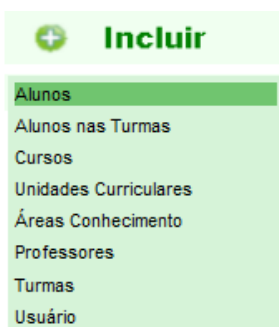 Incluir
Alunos
Alunos nas Turmas
Cursos
Unidades Curriculares
Áreas Conhecimento
Professores
Turmas
Usuário